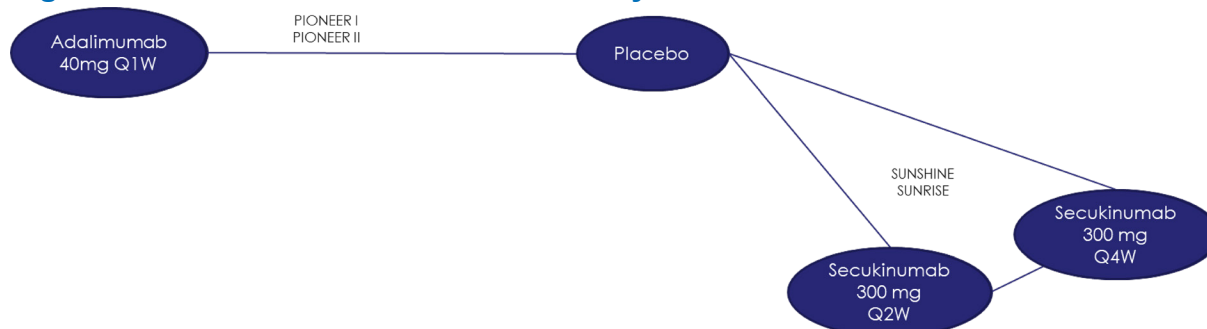 PIONEER I
PIONEER II
Adalimumab
40mg Q1W
Placebo
SUNSHINE
SUNRISE
Secukinumab
300 mg
Q4W
Secukinumab
300 mg
Q2W